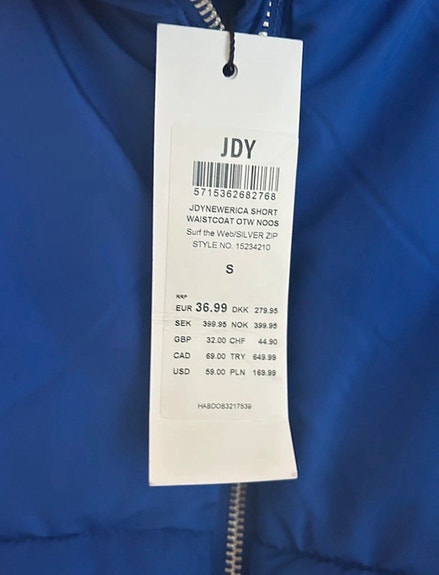 JDY
5715362682768
JDYNEWERICA SHORT
WAISTCOAT OTW NOOS
Surf the Web/SILVER ZIP
STYLE NO. 15234210
S
RRP
EUR 36.99 DKK 279.95
SEK 399.95 NOK 399.95
GBP 32.00 CHF 44.90
CAD 69.00 TRY 649.99
USD 59.00 PLN 169.99
HABDOB3217539